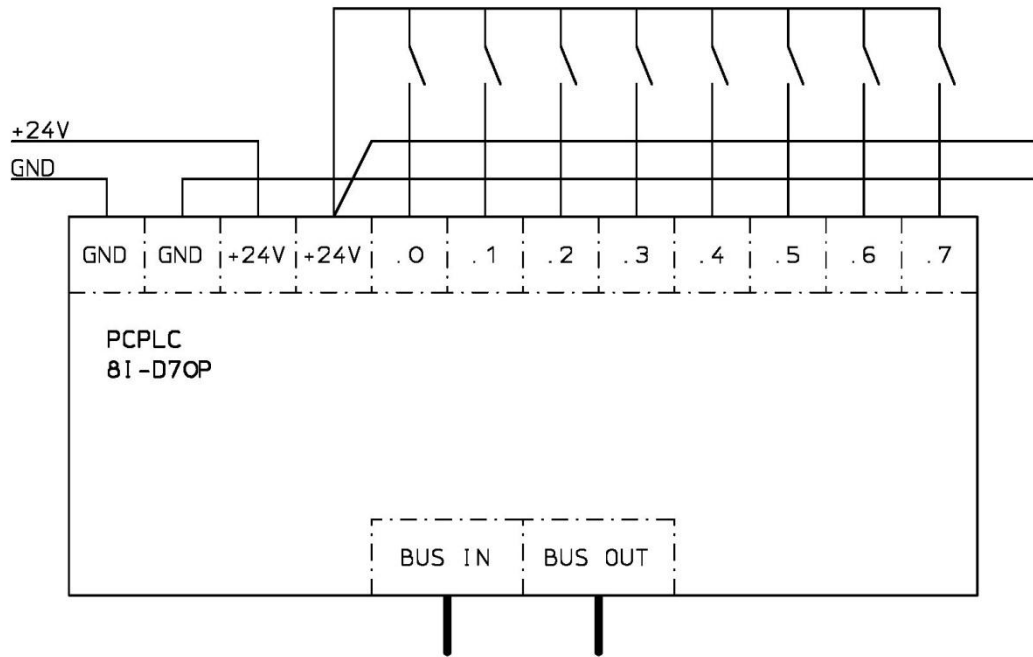 +24V
GND
GND GND +24V +24V .0 .1 .2 .3 .4 .5 .6 .7
PCPLC
8I-D70P
BUS IN BUS OUT